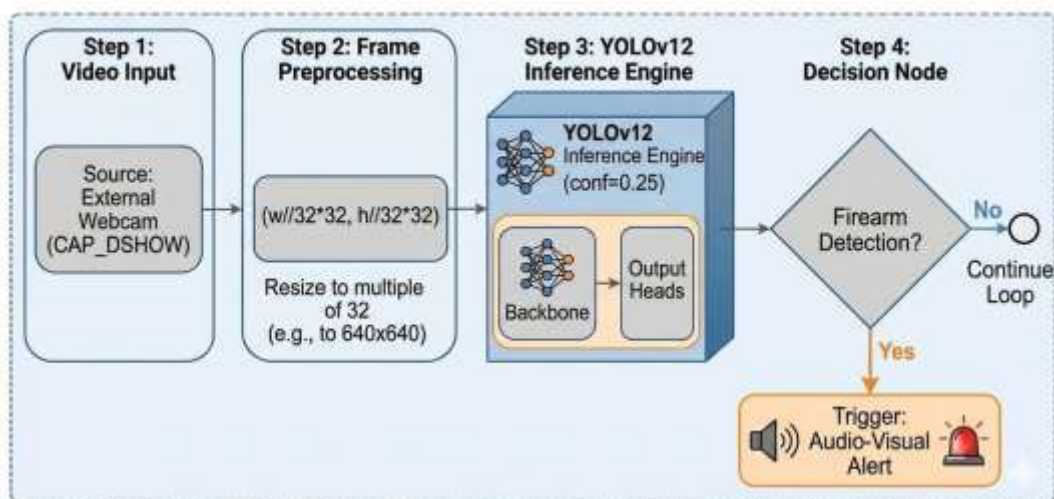 Step 1:
Video Input
Source:
External
Webcam
(CAP_DSHOW)
Step 2: Frame
Preprocessing
(w//32*32, h//32*32)
Resize to multiple
of 32
(e.g., to 640x640)
Step 3: YOLOv12
Inference Engine
YOLOv12
Inference Engine
(conf=0.25)
Backbone
Output
Heads
Step 4:
Decision Node
Firearm
Detection?
No
Continue
Loop
Yes
Trigger:
Audio-Visual
Alert